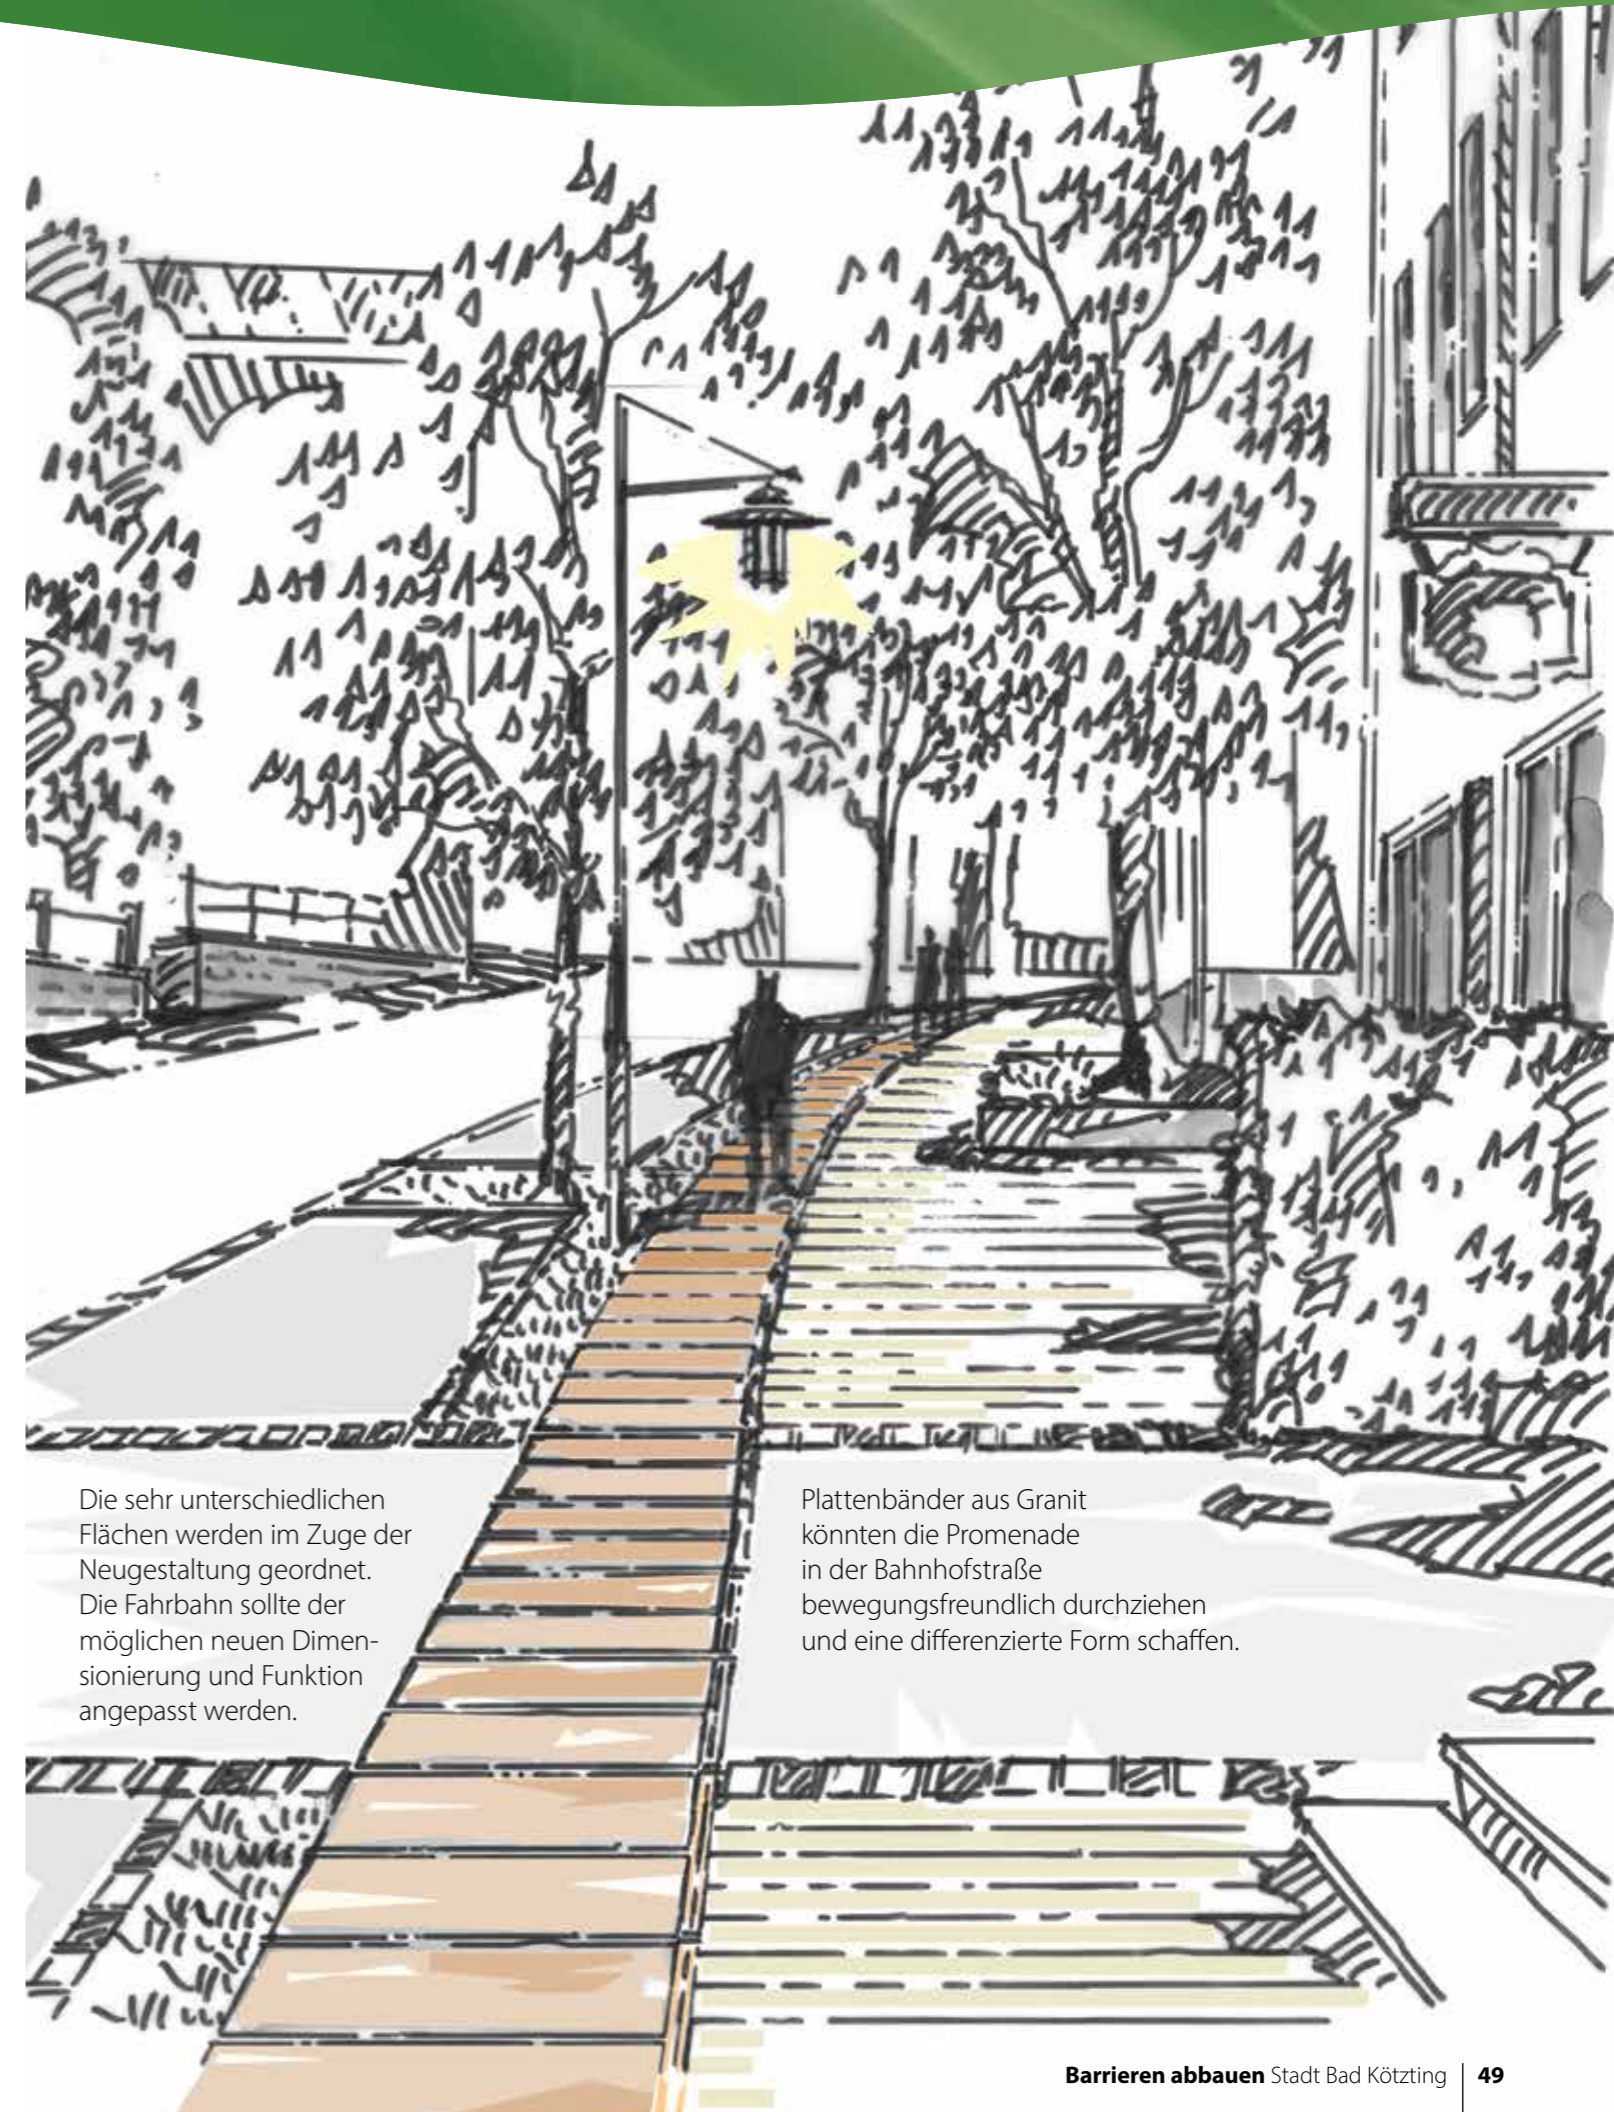 Die sehr unterschiedlichen
Flächen werden im Zuge der
Neugestaltung geordnet.
Die Fahrbahn sollte der
möglichen neuen Dimen-
sionierung und Funktion
angepasst werden.
Plattenbänder aus Granit
könnten die Promenade
in der Bahnhofstraße
bewegungsfreundlich durchziehen
und eine differenzierte Form schaffen.
Barrieren abbauen Stadt Bad Kötzting 49